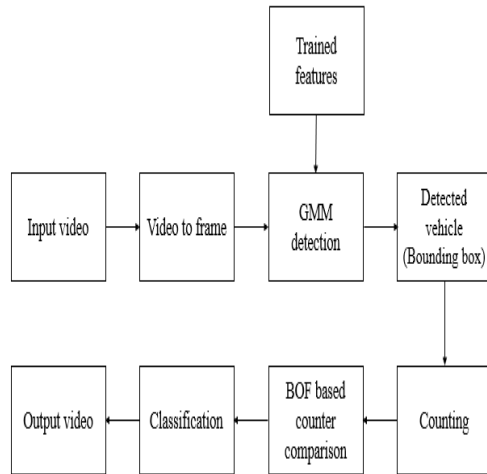 Trained
features
Input video
Video to frame
GMM
detection
Detected
vehicle
(Bounding box)
Output video
Classification
BOF based
counter
comparison
Counting